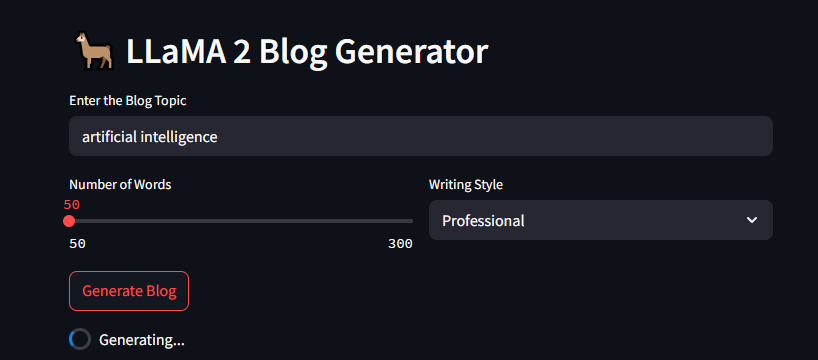 LLaMA 2 Blog Generator
Enter the Blog Topic
artificial intelligence
Number of Words
Writing Style
50
Professional
50 300
Generate Blog
Generating...